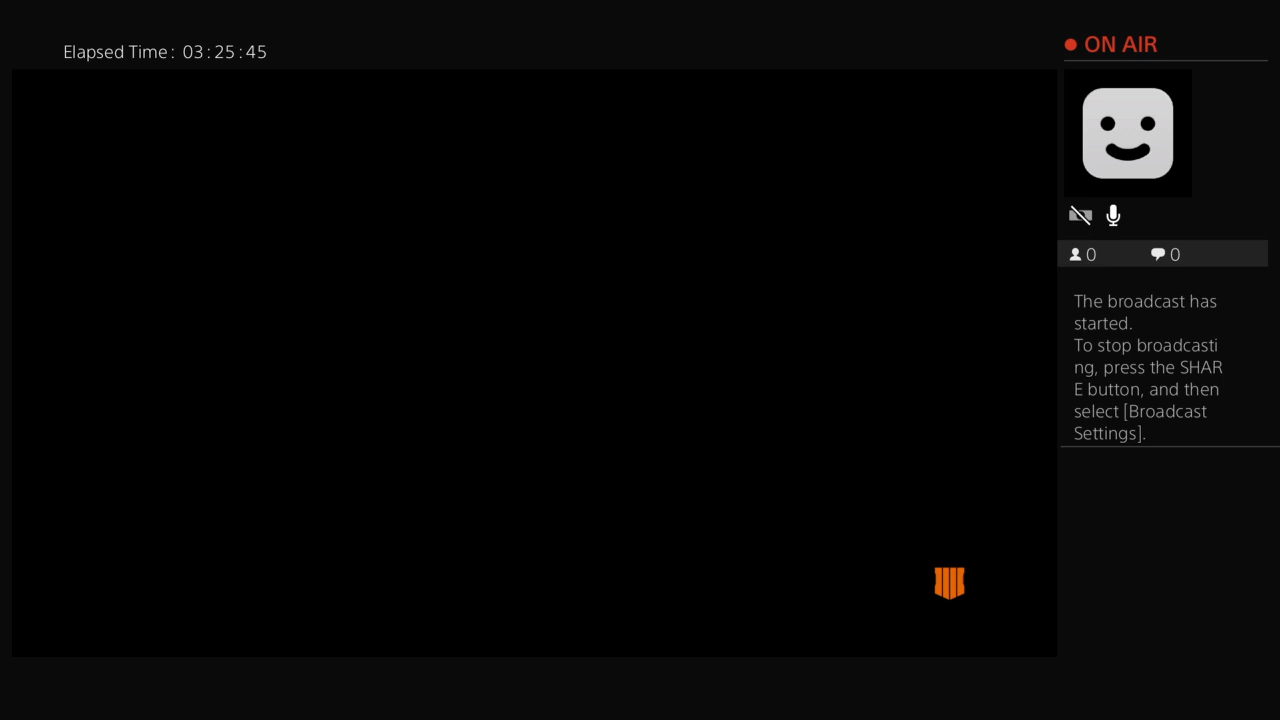 Elapsed Time: 03:25:45
ON AIR
0 0
The broadcast has
started.
To stop broadcasti
ng, press the SHAR
E button, and then
select [Broadcast
Settings].